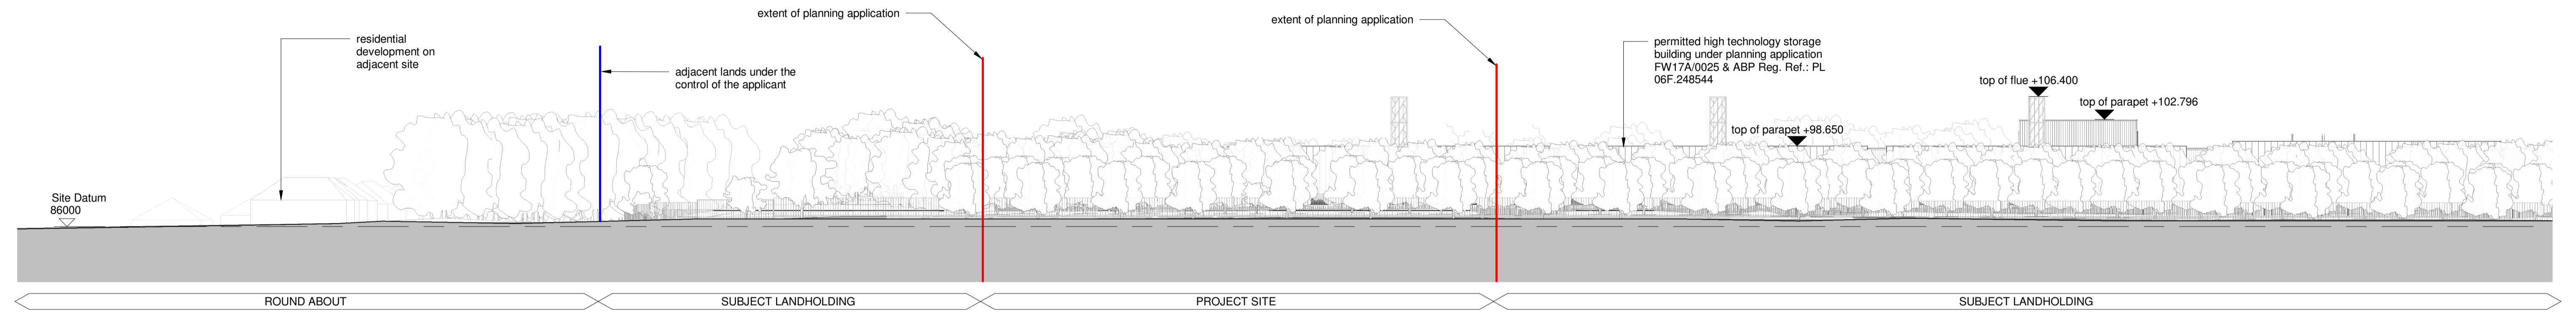 extent of planning application
extent of planning application
residential
development on
adjacent site
adjacent lands under the
control of the applicant
permitted high technology storage
building under planning application
FW17A/0025 & ABP Reg. Ref.: PL
06F.248544
top of flue +106.400
top of parapet +102.796
top of parapet +98.650
Site Datum
86000
ROUND ABOUT
SUBJECT LANDHOLDING
PROJECT SITE
SUBJECT LANDHOLDING